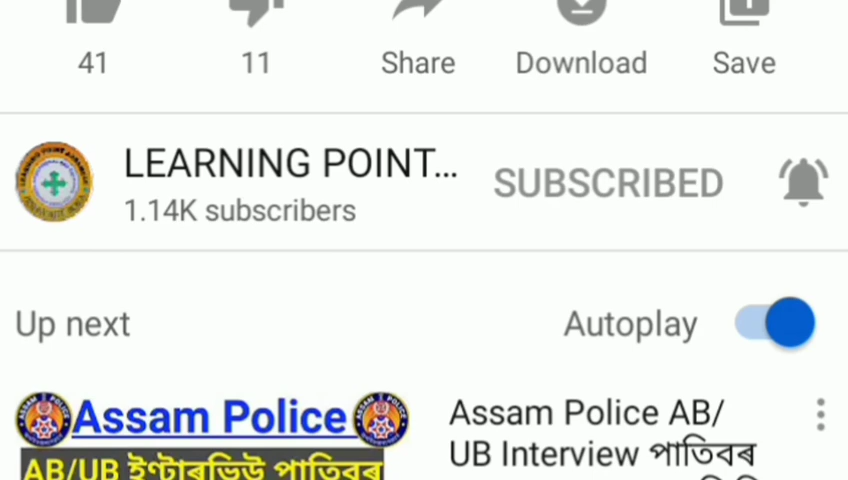 41 11 Share Download Save
LEARNING POINT...
1.14K subscribers
SUBSCRIBED
Up next Autoplay
Assam Police
AB/UB ইণ্টাৰভিউ পাতিবৰ
Assam Police AB/
UB Interview পাতিবৰ